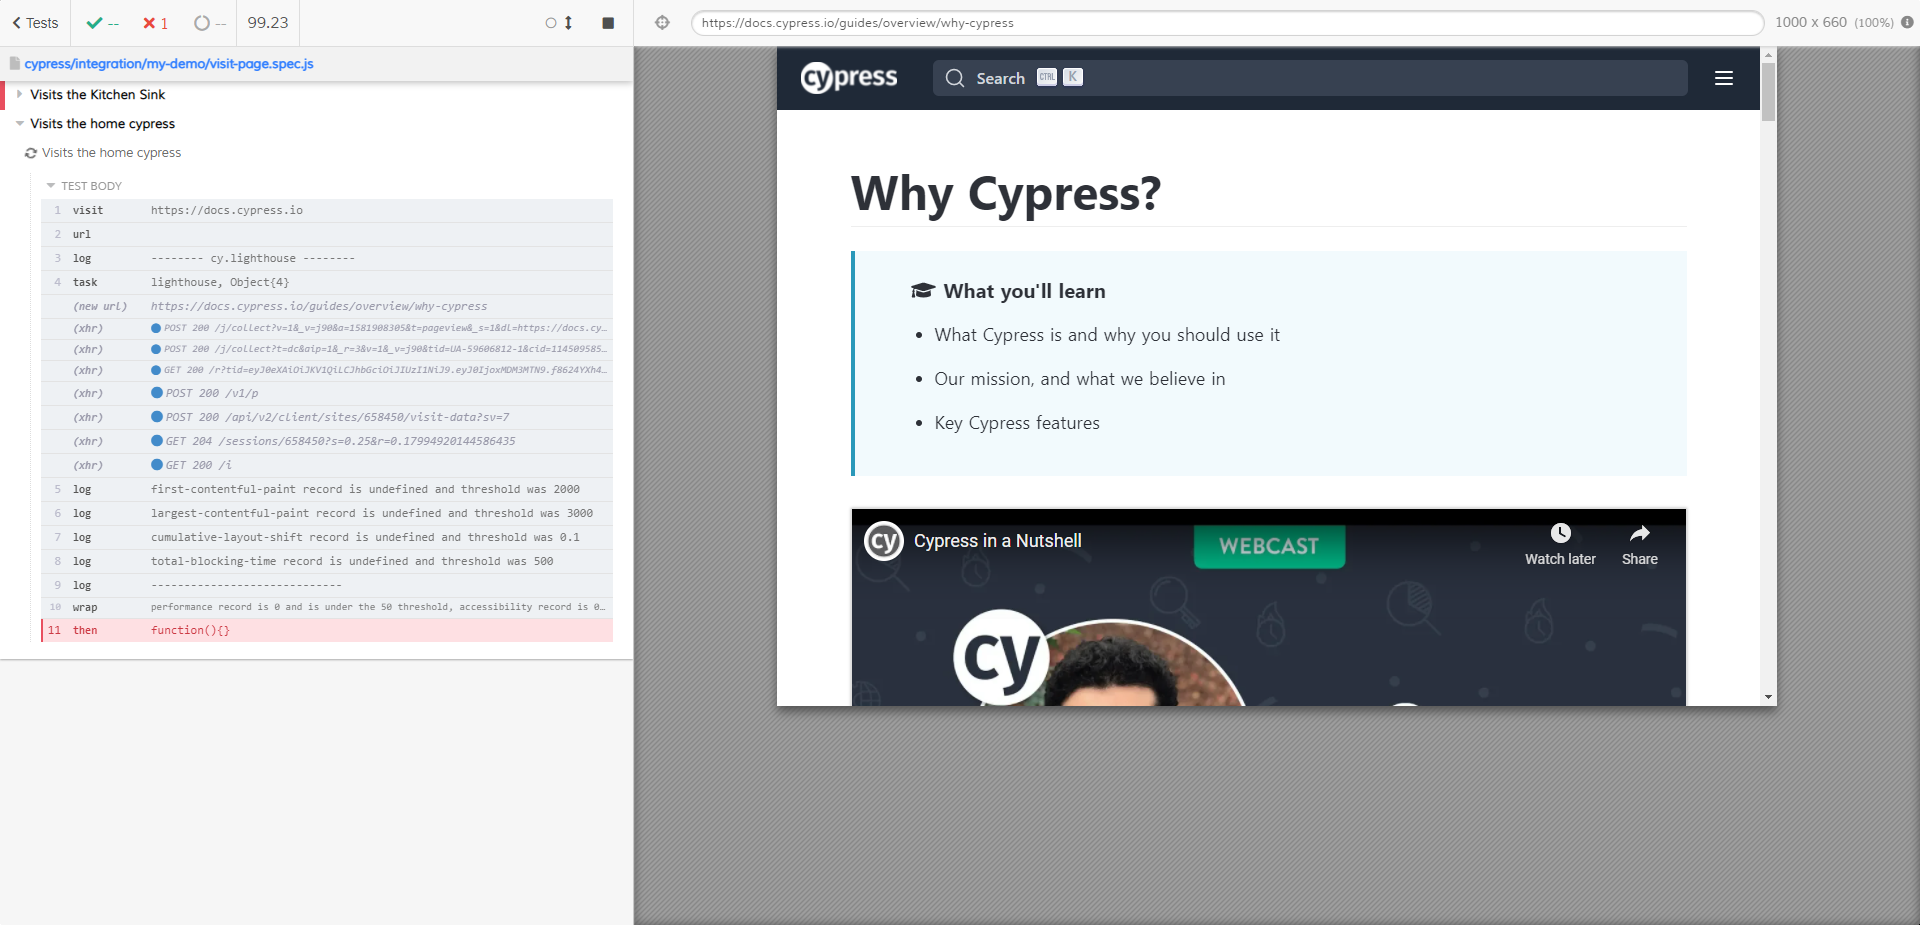 Tests
--
1
--
99.23
https://docs.cypress.io/guides/overview/why-cypress
1000 x 660 (100%)
cypress/integration/my-demo/visit-page.spec.js
Visits the Kitchen Sink
Visits the home cypress
Visits the home cypress
TEST BODY
1 visit https://docs.cypress.io
2 url
3 log -------- cy.lighthouse --------
4 task lighthouse, Object{4}
(new url) https://docs.cypress.io/guides/overview/why-cypress
(xhr) POST 200 /j/collect?v=1&_v=j90&a=1581908305&t=pageview&_s=1&dl=https://docs.cy…
(xhr) POST 200 /j/collect?t=dc&aip=1&_r=3&v=1&_v=j90&tid=UA-59606812-1&cid=114509585…
(xhr) GET 200 /r?tid=eyJ0eXAiOiJKV1QiLCJhbGciOiJIUzI1NiJ9.eyJ0IjoxMDM3MTN9.f8624YXh4…
(xhr) POST 200 /v1/p
(xhr) POST 200 /api/v2/client/sites/658450/visit-data?sv=7
(xhr) GET 204 /sessions/658450?s=0.25&r=0.17994920144586435
(xhr) GET 200 /i
5 log first-contentful-paint record is undefined and threshold was 2000
6 log largest-contentful-paint record is undefined and threshold was 3000
7 log cumulative-layout-shift record is undefined and threshold was 0.1
8 log total-blocking-time record is undefined and threshold was 500
9 log -----------------------------
10 wrap performance record is 0 and is under the 50 threshold, accessibility record is 0…
11 then function(){}
cypress
Search CTRL K
Why Cypress?
What you'll learn
• What Cypress is and why you should use it
• Our mission, and what we believe in
• Key Cypress features
cy Cypress in a Nutshell
WEBCAST
Watch later
Share
cy